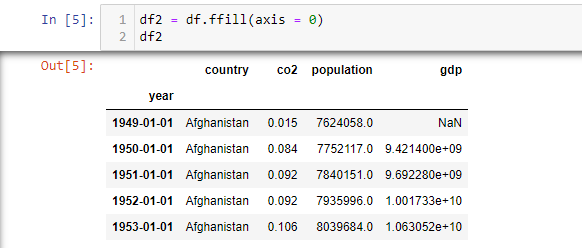 In [5]: 1 df2 = df.ffill(axis = 0)
2 df2
Out[5]:
country co2 population gdp
year
1949-01-01 Afghanistan 0.015 7624058.0 NaN
1950-01-01 Afghanistan 0.084 7752117.0 9.421400e+09
1951-01-01 Afghanistan 0.092 7840151.0 9.692280e+09
1952-01-01 Afghanistan 0.092 7935996.0 1.001733e+10
1953-01-01 Afghanistan 0.106 8039684.0 1.063052e+10